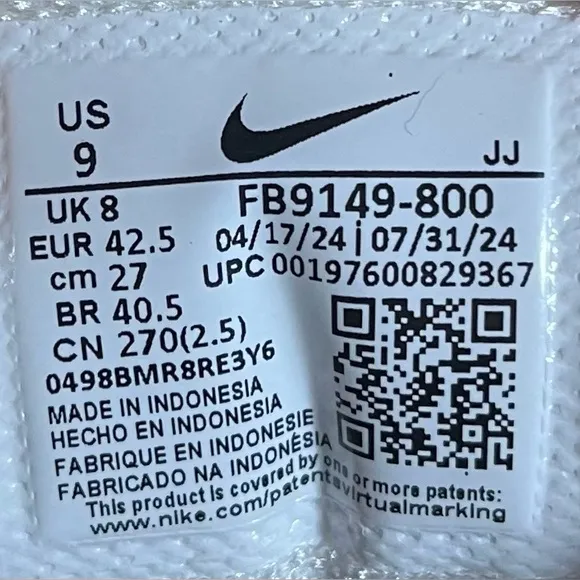 US
9
JJ
UK 8
EUR 42.5
cm 27
BR 40.5
CN 270(2.5)
0498BMR8RE3Y6
FB9149-800
04/17/24 | 07/31/24
UPC 00197600829367
MADE IN INDONESIA
HECHO EN INDONESIA
FABRIQUE EN INDONESIE
FABRICADO NA INDONÉSIA
This product is covered by one or more patents:
www.nike.com/patentsvirtualmarking